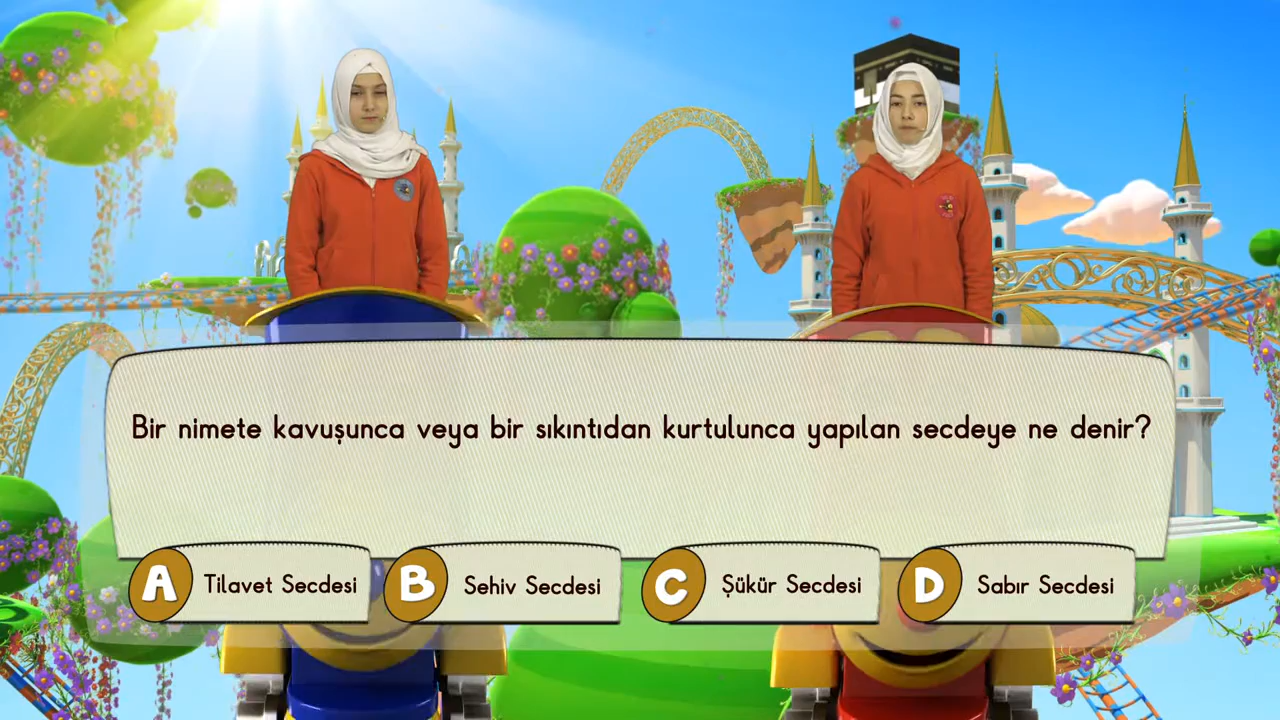 Bir nimete kavuşunca veya bir sıkıntıdan kurtulunca yapılan secdeye ne denir?
A Tilavet Secdesi
B Sehiv Secdesi
C Şükür Secdesi
D Sabır Secdesi